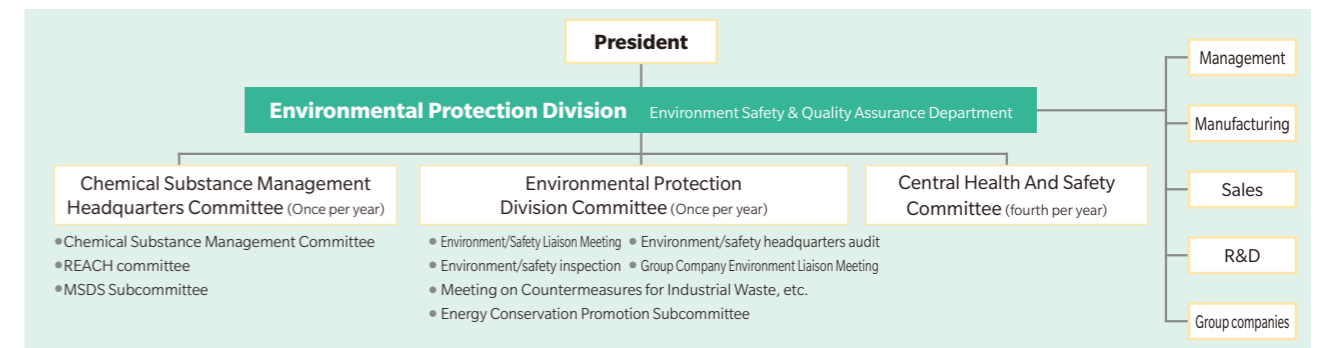 President
Environmental Protection Division Environment Safety & Quality Assurance Department
Chemical Substance Management
Headquarters Committee (Once per year)
•Chemical Substance Management Committee
•REACH committee
•MSDS Subcommittee
Environmental Protection
Division Committee (Once per year)
• Environment/Safety Liaison Meeting • Environment/safety headquarters audit
• Environment/safety inspection • Group Company Environment Liaison Meeting
• Meeting on Countermeasures for Industrial Waste, etc.
• Energy Conservation Promotion Subcommittee
Central Health And Safety
Committee (fourth per year)
Management
Manufacturing
Sales
R&D
Group companies